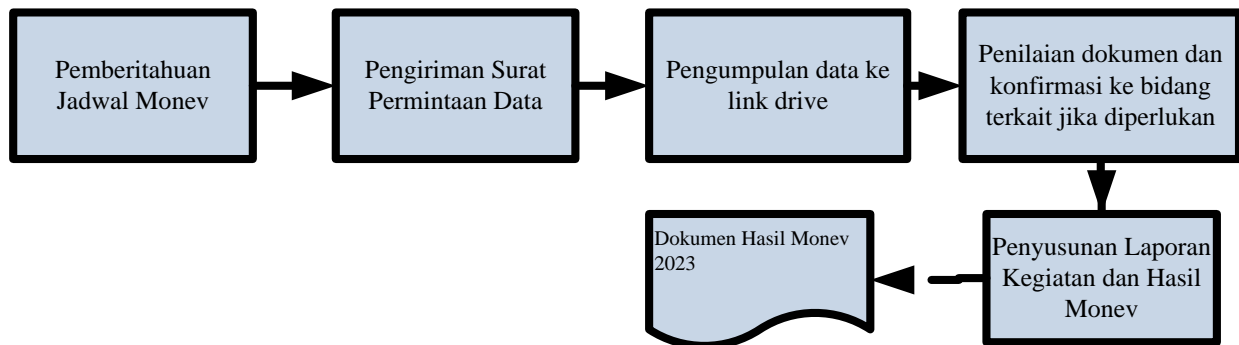 Pemberitahuan
Jadwal Monev
Pengiriman Surat
Permintaan Data
Pengumpulan data ke
link drive
Penilaian dokumen dan
konfirmasi ke bidang
terkait jika diperlukan
Penyusunan Laporan
Kegiatan dan Hasil
Monev
Dokumen Hasil Monev
2023